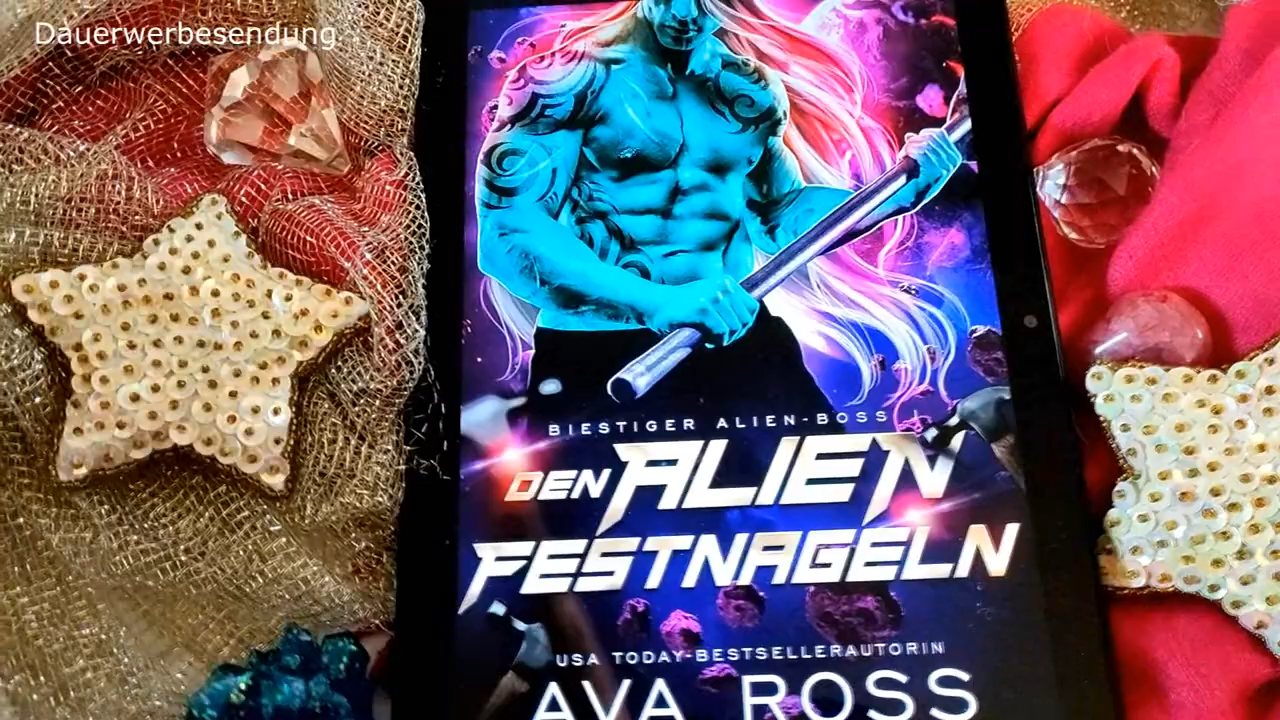 Dauerwerbesendung
BIESTIGER ALIEN-BOSS
DEN ALIEN
FESTNAGELN
USA TODAY-BESTSELLERAUTORIN
AVA ROSS